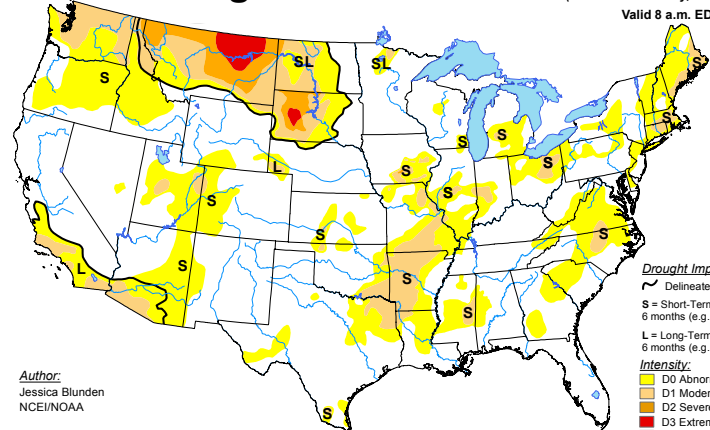 Valid 8 a.m. ED
SL
SL
S
S
S
S
S
S
S
L
S
S
S
S
S
S
L
S
S
S
Drought Imp
Delineate
S = Short-Term
6 months (e.g.
L = Long-Term
6 months (e.g.
Intensity:
D0 Abnor
D1 Moder
D2 Severe
D3 Extrem
Author:
Jessica Blunden
NCEI/NOAA